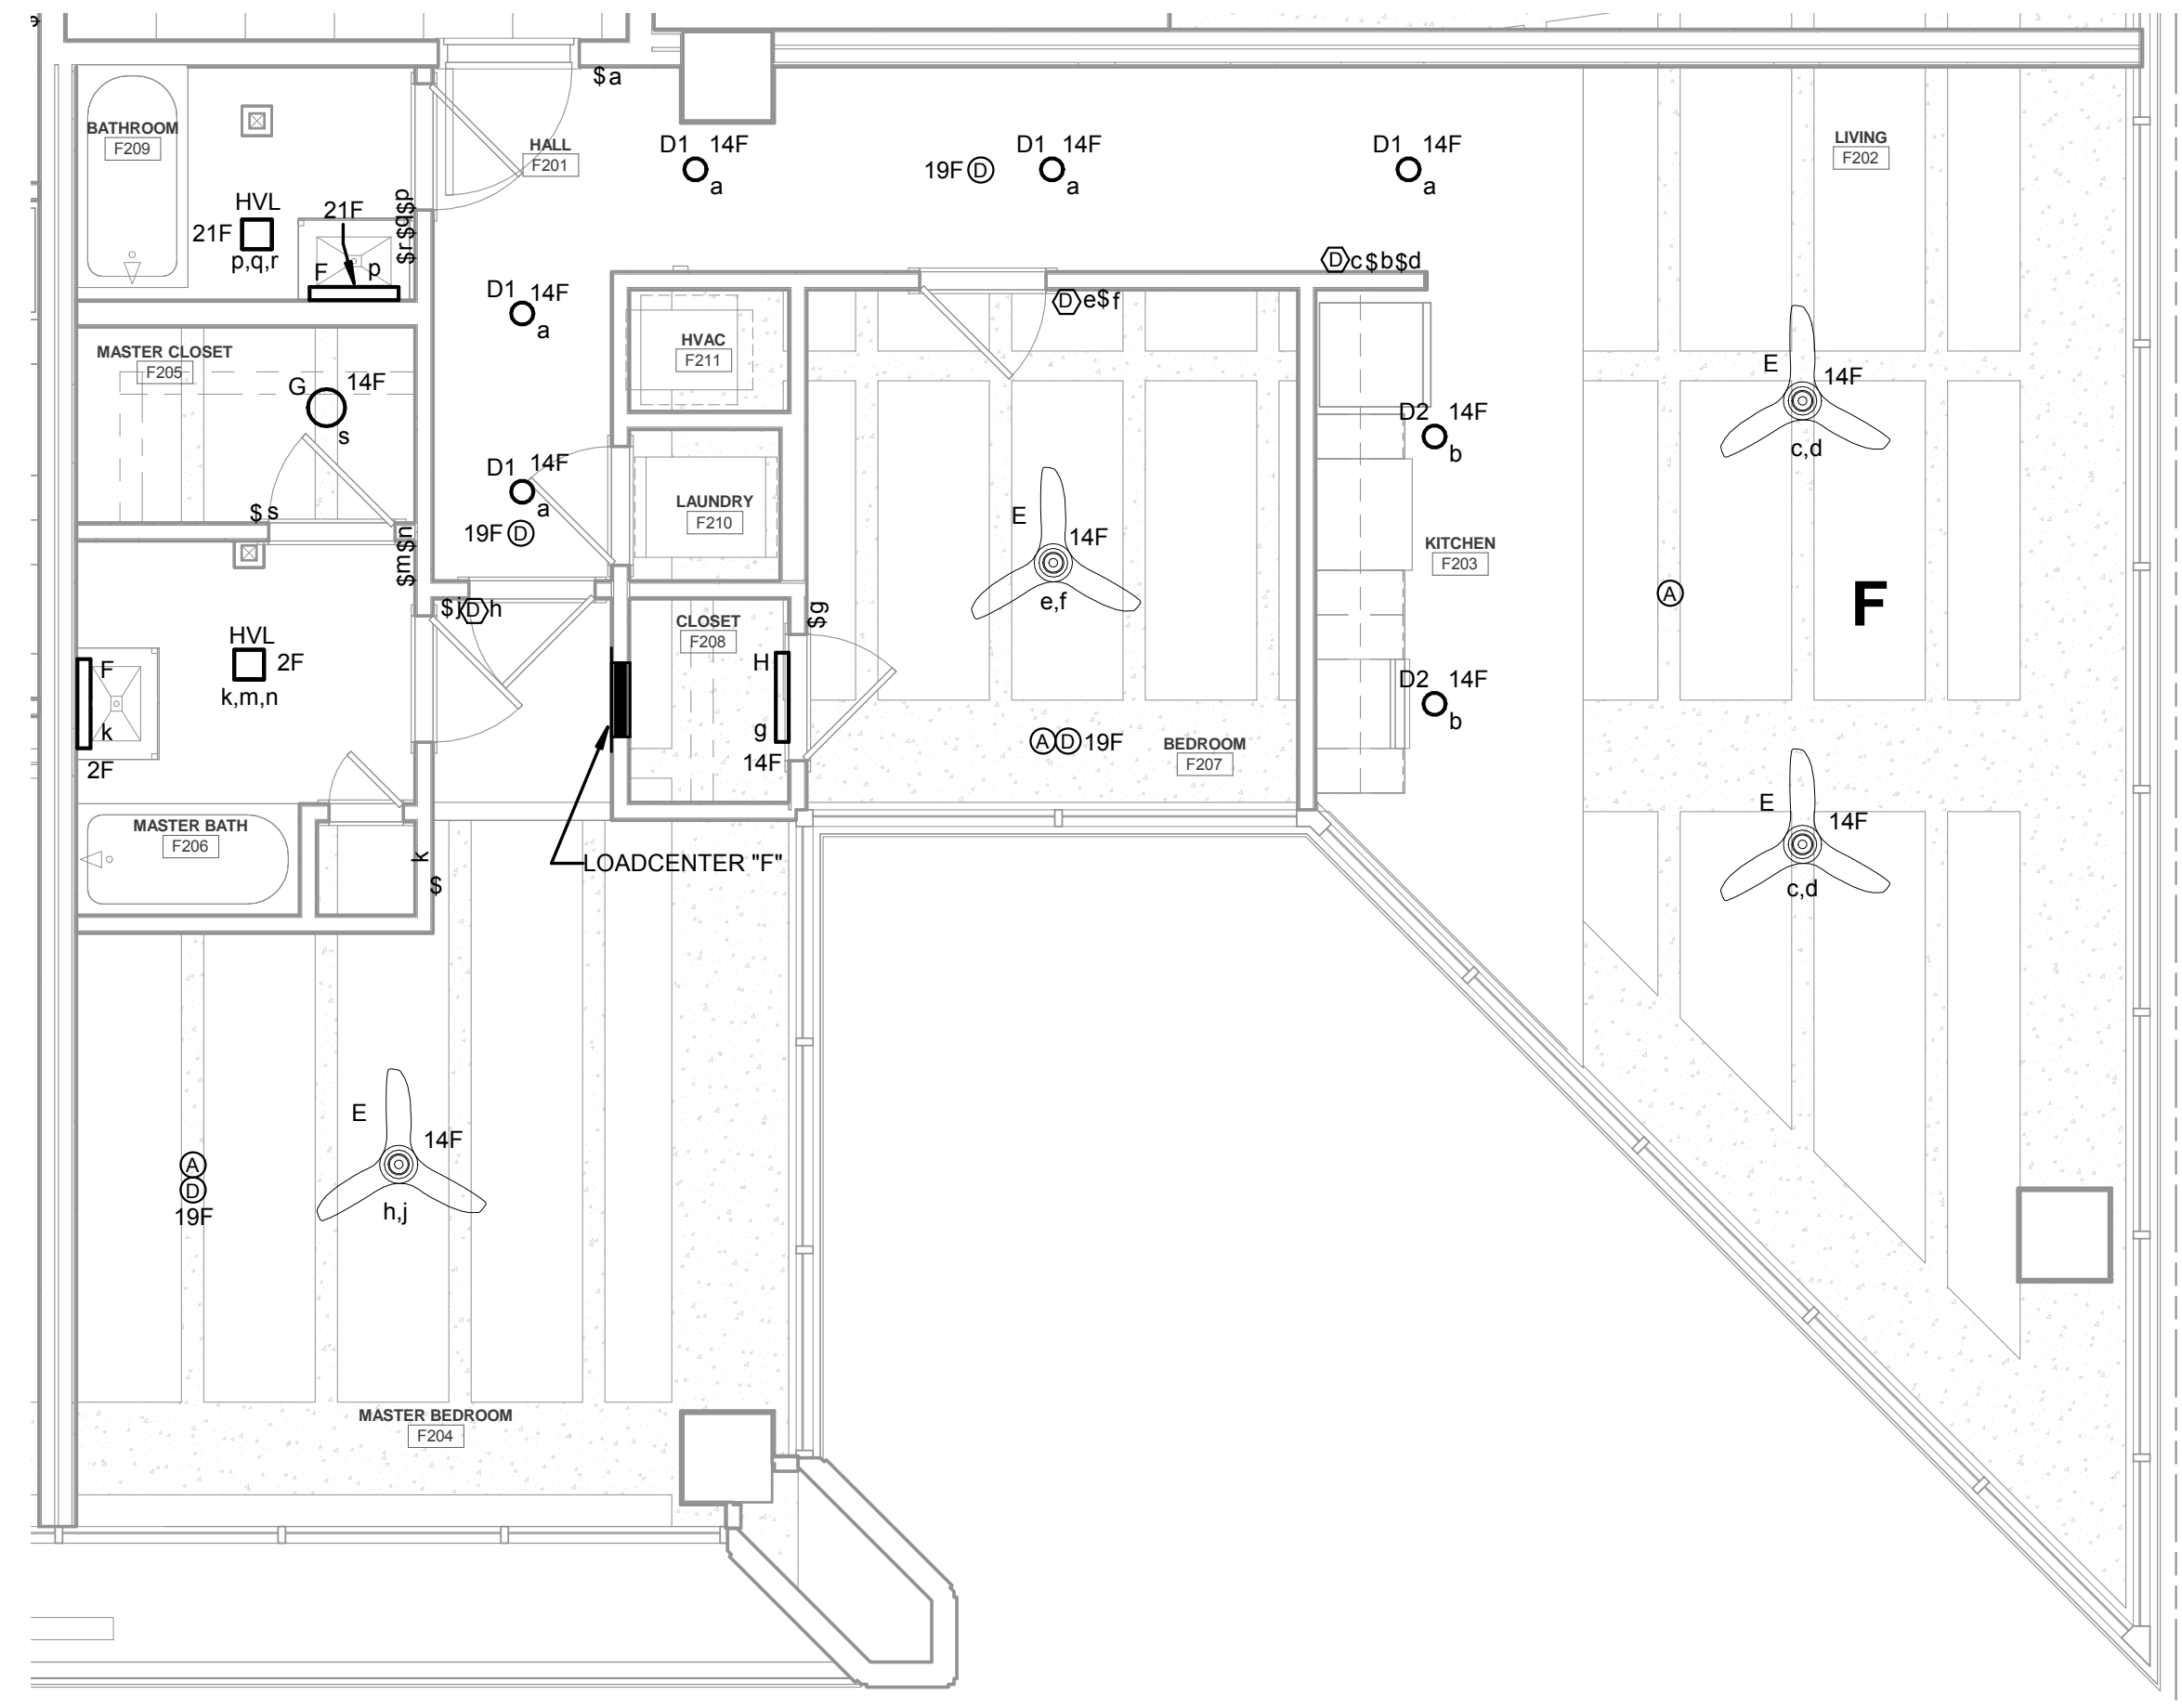 $a
BATHROOM
F209
HALL
F201
LIVING
F202
D1 14F
a
19F D
D1 14F
a
D1 14F
a
HVL
21F
p,q,r
21F
F p
$r$q$p
D c$b$d
D1 14F
a
HVAC
F211
D e$f
MASTER CLOSET
F205
G 14F
s
E
14F
c,d
D2 14F
b
D1 14F
a
19F D
LAUNDRY
F210
E
14F
e,f
KITCHEN
F203
$s
$m$n
A
F
$jD h
CLOSET
F208
$g
HVL
2F
k,m,n
F
k
2F
H
g
14F
A D 19F
BEDROOM
F207
D2 14F
b
MASTER BATH
F206
k
$
LOADCENTER "F"
E
14F
c,d
E
14F
h,j
A
D
19F
MASTER BEDROOM
F204